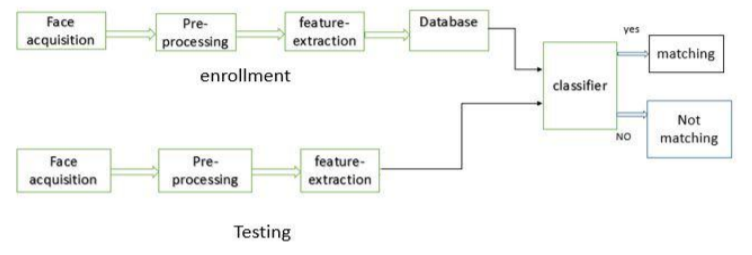 Face
acquisition
Pre-
processing
feature-
extraction
Database
enrollment
classifier
yes
matching
NO
Not
matching
Face
acquisition
Pre-
processing
feature-
extraction
Testing